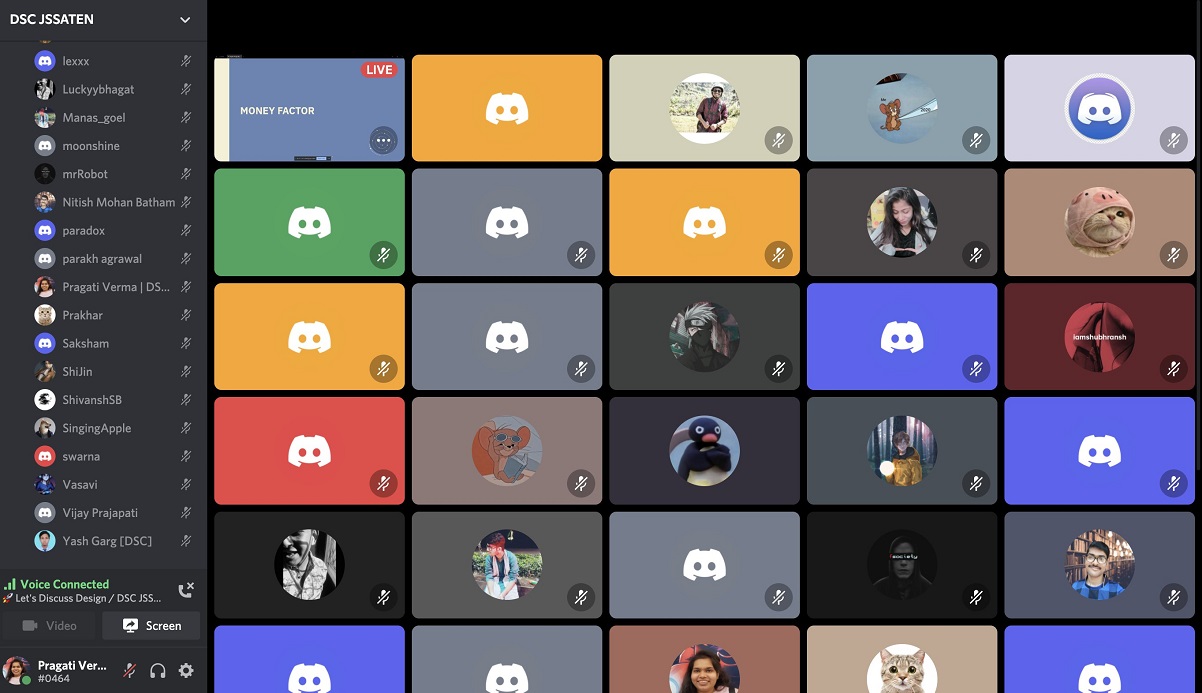 DSC JSSATEN
lexxx
Luckyybhagat
Manas_goel
moonshine
mrRobot
Nitish Mohan Batham
paradox
parakh agrawal
Pragati Verma | DS...
Prakhar
Saksham
ShiJin
ShivanshSB
SingingApple
swarna
Vasavi
Vijay Prajapati
Yash Garg [DSC]
Voice Connected
Let's Discuss Design / DSC JSS...
Video
Screen
Pragati Ver...
#0464
LIVE
MONEY FACTOR
iamshubhransh
society